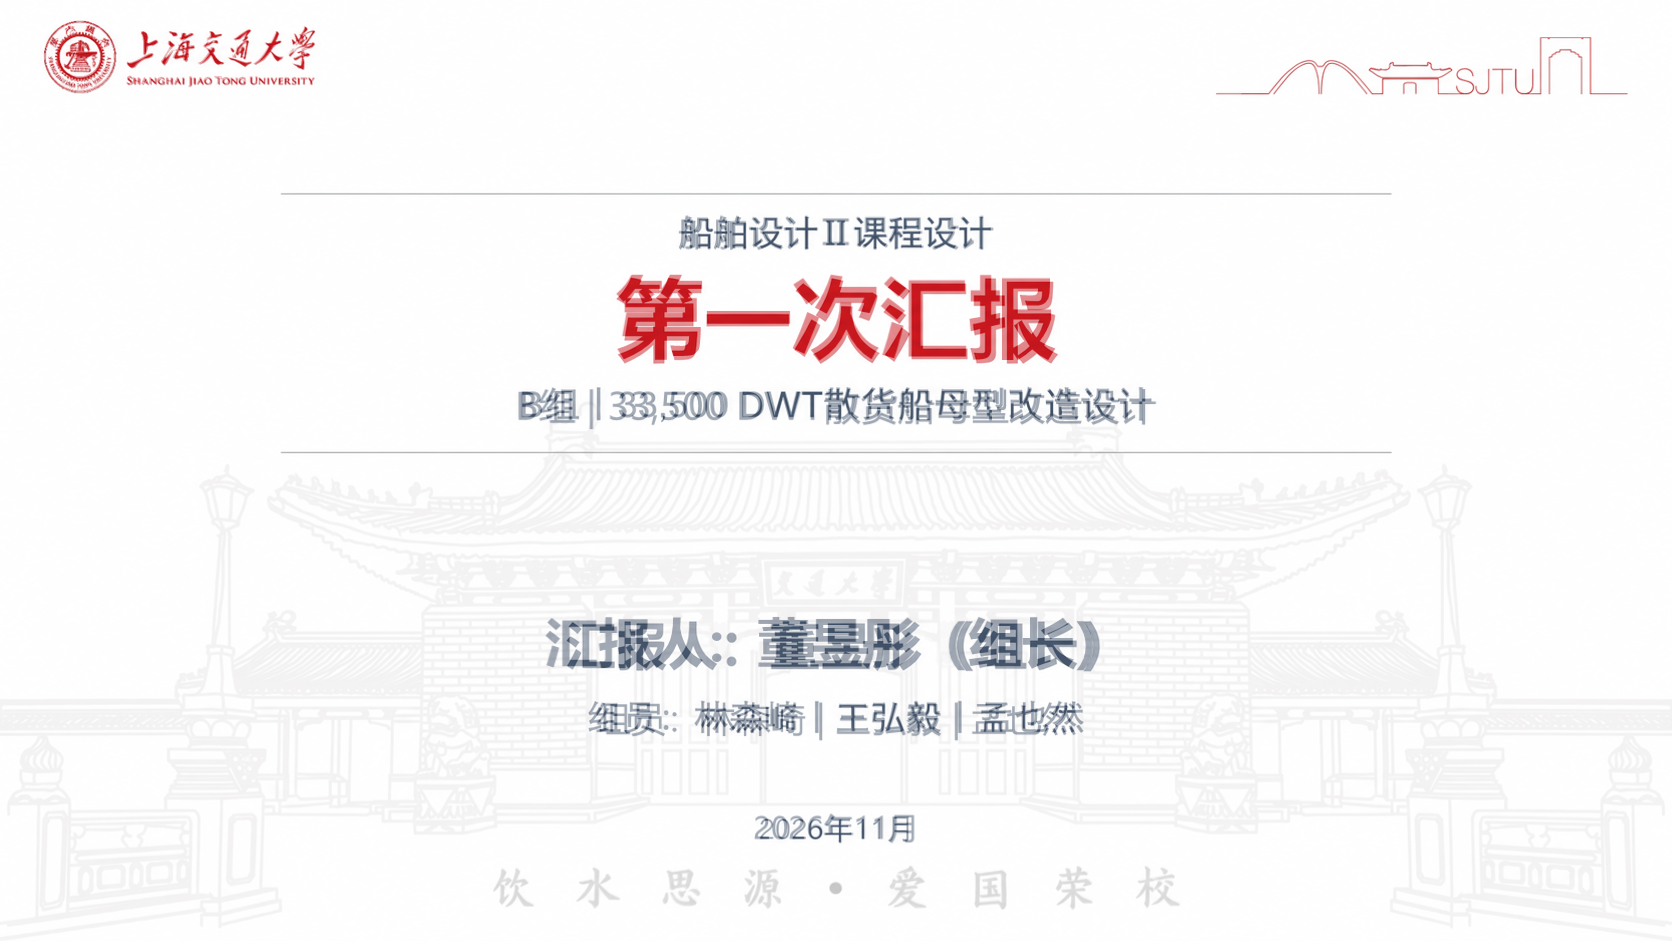 上海交通大学
SHANGHAI JIAO TONG UNIVERSITY
SJTU
船舶设计Ⅱ课程设计
第一次汇报
B组 | 33,500 DWT散货船母型改造设计
交通大学
汇报人：董昱彤（组长）
组员：林森崎 | 王弘毅 | 孟也然
2026年11月
饮水思源·爱国荣校